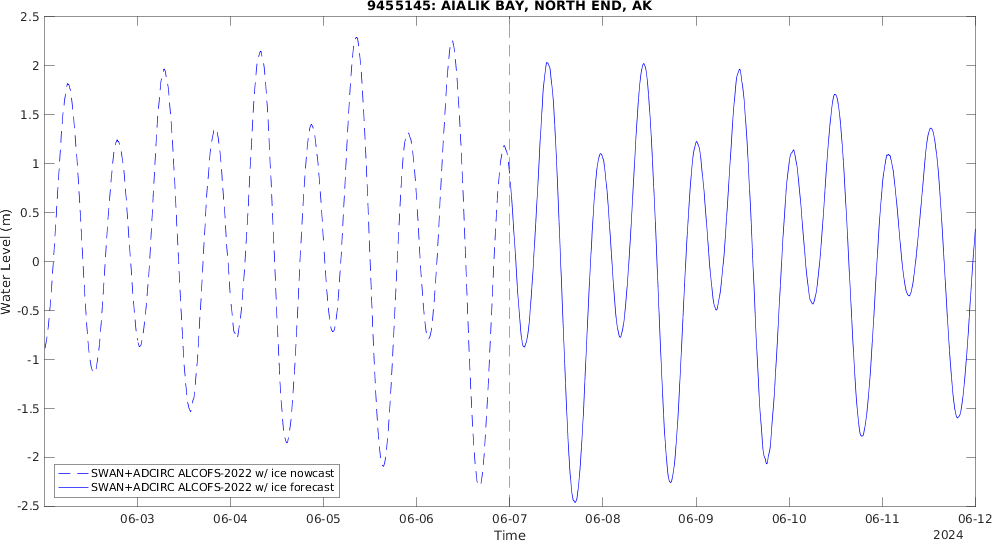 9455145: AIALIK BAY, NORTH END, AK
2.5
2
1.5
1
0.5
0
-0.5
-1
-1.5
-2
-2.5
Water Level (m)
SWAN+ADCIRC ALCOFS-2022 w/ ice nowcast
SWAN+ADCIRC ALCOFS-2022 w/ ice forecast
06-03 06-04 06-05 06-06 06-07 06-08 06-09 06-10 06-11 06-12
Time
2024